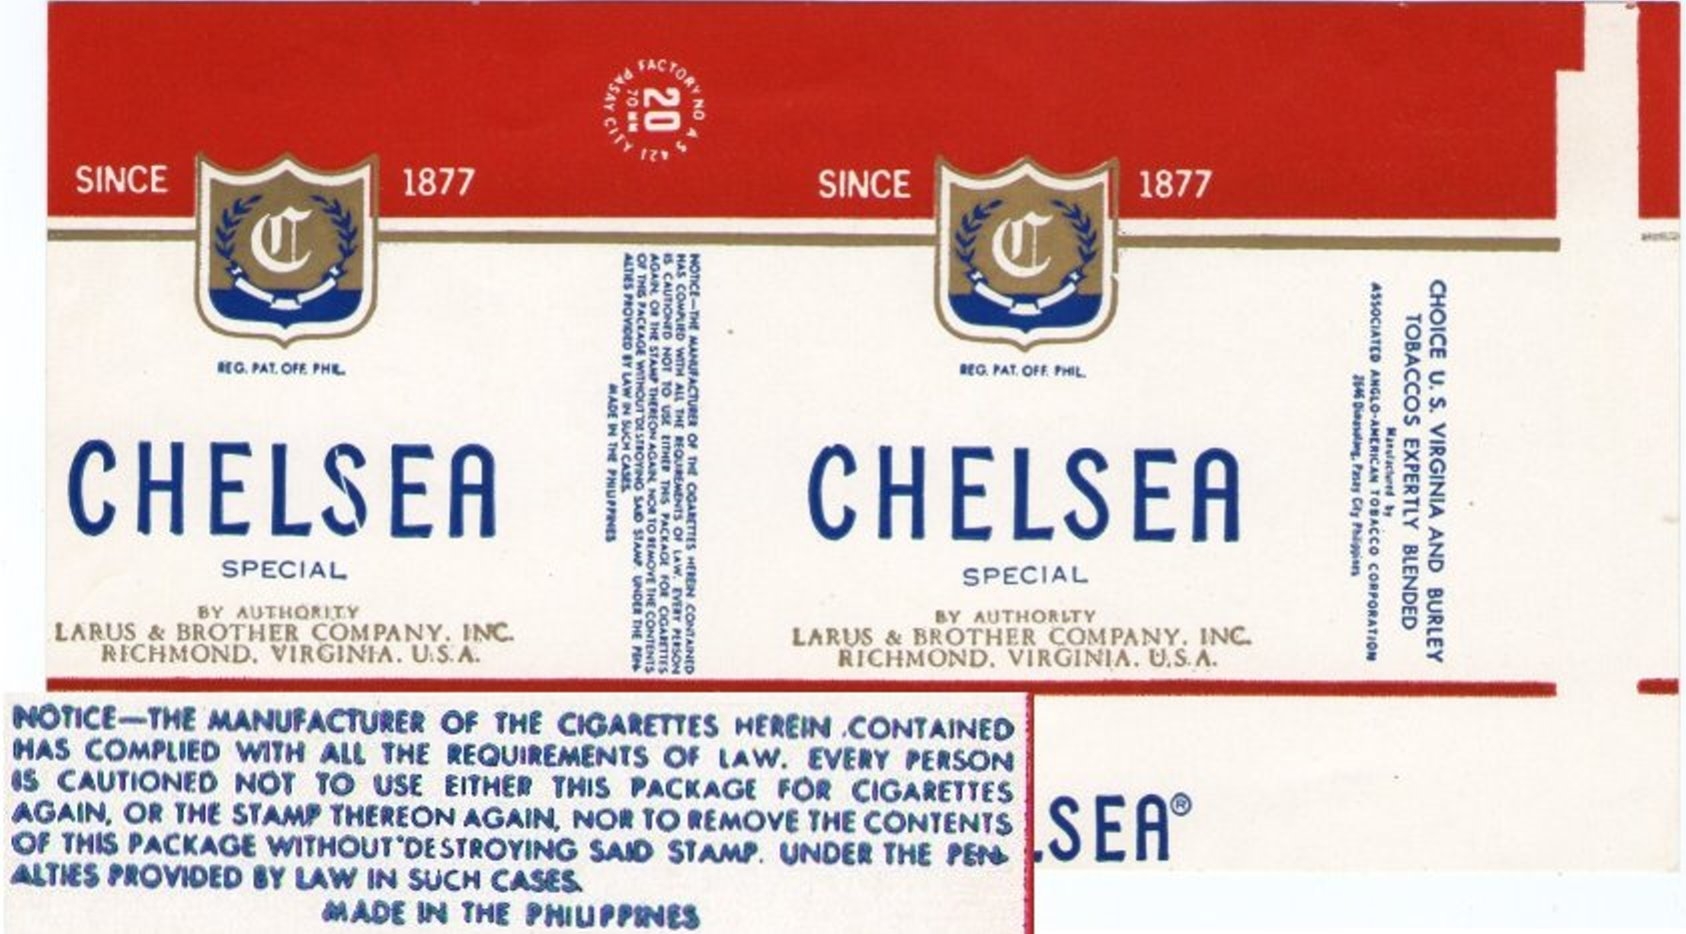 FACTORY NO 4 S 421
PASAY CITY
20
70 MM
SINCE 1877
C
REG. PAT. OFF. PHIL.
CHELSEA
SPECIAL
BY AUTHORITY
LARUS & BROTHER COMPANY, INC.
RICHMOND, VIRGINIA, U.S.A.
NOTICE—THE MANUFACTURER OF THE CIGARETTES HEREIN CONTAINED
HAS COMPLIED WITH ALL THE REQUIREMENTS OF LAW. EVERY PERSON
IS CAUTIONED NOT TO USE EITHER THIS PACKAGE FOR CIGARETTES
AGAIN, OR THE STAMP THEREON AGAIN, NOR TO REMOVE THE CONTENTS
OF THIS PACKAGE WITHOUT DESTROYING SAID STAMP. UNDER THE PEN-
ALTIES PROVIDED BY LAW IN SUCH CASES.
MADE IN THE PHILIPPINES
SINCE 1877
C
REG. PAT. OFF. PHIL.
CHELSEA
SPECIAL
BY AUTHORITY
LARUS & BROTHER COMPANY, INC.
RICHMOND, VIRGINIA, U.S.A.
CHOICE U. S. VIRGINIA AND BURLEY
TOBACCOS EXPERTLY BLENDED
Manufactured by
ASSOCIATED ANGLO-AMERICAN TOBACCO CORPORATION
2646 Dimasalang, Pasay City Philippines
NOTICE—THE MANUFACTURER OF THE CIGARETTES HEREIN CONTAINED
HAS COMPLIED WITH ALL THE REQUIREMENTS OF LAW. EVERY PERSON
IS CAUTIONED NOT TO USE EITHER THIS PACKAGE FOR CIGARETTES
AGAIN, OR THE STAMP THEREON AGAIN, NOR TO REMOVE THE CONTENTS
OF THIS PACKAGE WITHOUT DESTROYING SAID STAMP. UNDER THE PEN-
ALTIES PROVIDED BY LAW IN SUCH CASES.
MADE IN THE PHILIPPINES
LSEA®